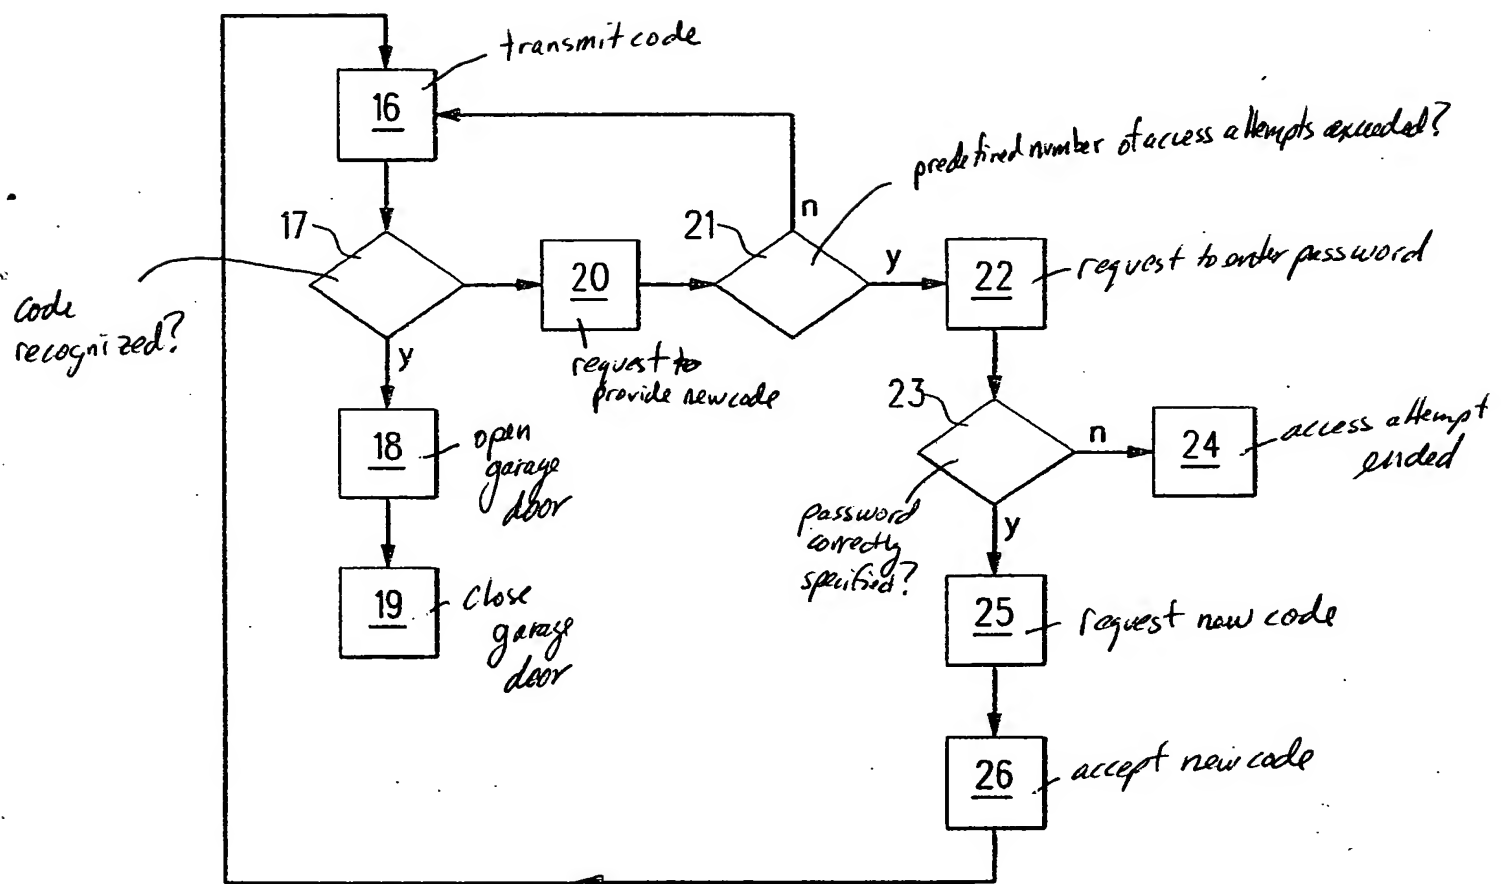 transmit code
16
predefined number of access attempts exceeded?
n
17
21
20
y
22
request to enter password
code
recognized?
y
request to
provide new code
23
n
24
access attempt
ended
18
open
garage
door
password
correctly
specified?
y
19
close
garage
door
25
request new code
26
accept new code